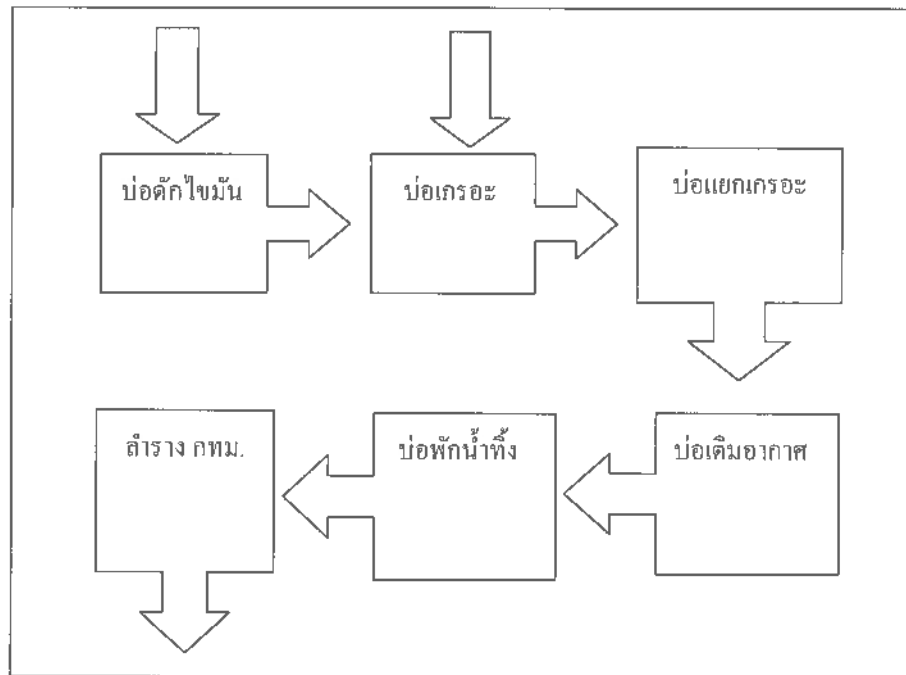 บ่อดักไขมัน
บ่อเกรอะ
บ่อแยกเกรอะ
บ่อเติมอากาศ
บ่อพักน้ำทิ้ง
ลำราง กทม.